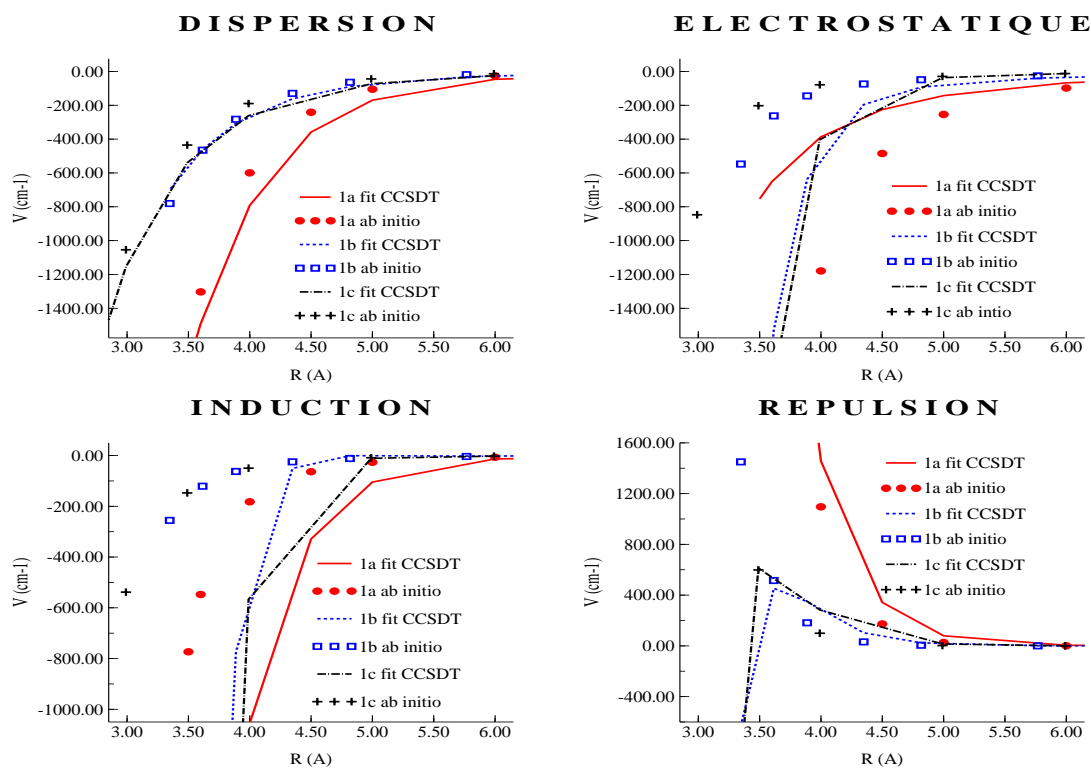 DISPERSION
0.00
-200.00
-400.00
-600.00
-800.00
-1000.00
-1200.00
-1400.00
V (cm-1)
1a fit CCSDT
1a ab initio
1b fit CCSDT
1b ab initio
1c fit CCSDT
1c ab initio
3.00 3.50 4.00 4.50 5.00 5.50 6.00
R (A)
ELECTROSTATIQUE
0.00
-200.00
-400.00
-600.00
-800.00
-1000.00
-1200.00
-1400.00
V (cm-1)
1a fit CCSDT
1a ab inito
1b fit CCSDT
1b ab initio
1c fit CCSDT
1c ab inito
3.00 3.50 4.00 4.50 5.00 5.50 6.00
R (A)
INDUCTION
0.00
-200.00
-400.00
-600.00
-800.00
-1000.00
V (cm-1)
1a fit CCSDT
1a ab initio
1b fit CCSDT
1b ab initio
1c fit CCSDT
1c ab initio
3.00 3.50 4.00 4.50 5.00 5.50 6.00
R (A)
REPULSION
1600.00
1200.00
800.00
400.00
0.00
-400.00
V (cm-1)
1a fit CCSDT
1a ab initio
1b fit CCSDT
1b ab initio
1c fit CCSDT
1c ab initio
3.00 3.50 4.00 4.50 5.00 5.50 6.00
R (A)